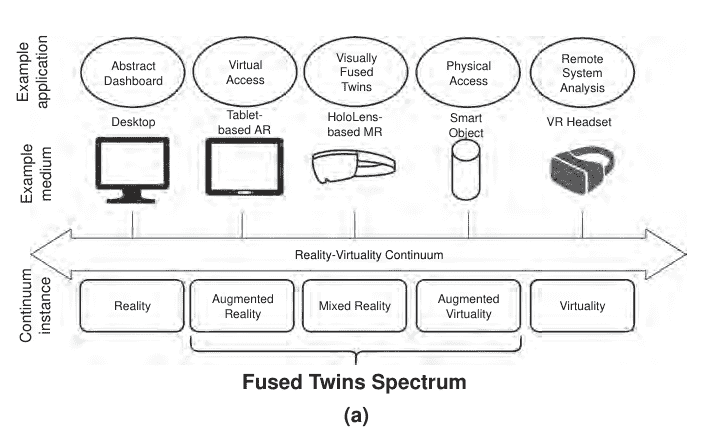 Example
application
Abstract
Dashboard
Virtual
Access
Visually
Fused
Twins
Physical
Access
Remote
System
Analysis
Example
medium
Desktop
Tablet-
based AR
HoloLens-
based MR
Smart
Object
VR Headset
Reality-Virtuality Continuum
Continuum
instance
Reality
Augmented
Reality
Mixed Reality
Augmented
Virtuality
Virtuality
Fused Twins Spectrum
(a)